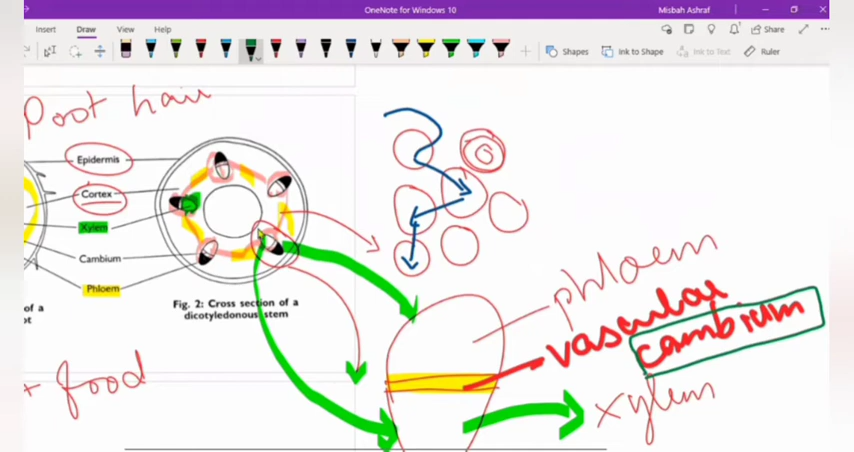 Misbah Ashraf
OneNote for Windows 10
Insert Draw View Help
Share
Shapes Ink to Shape Ink to Text Ruler
Root hair
Epidermis
Cortex
Xylem
Cambium
Phloem
of a
ot
Fig. 2: Cross section of a
dicotyledonous stem
phloem
vascular
cambium
xylem
+ food